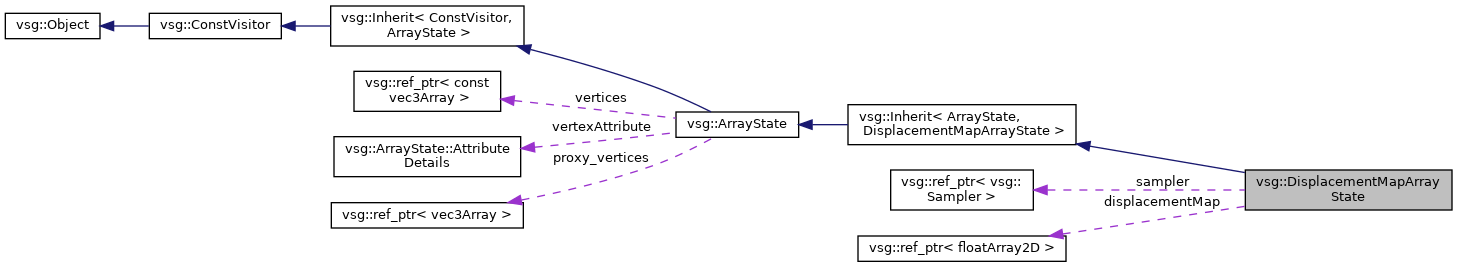 vsg::Object
vsg::ConstVisitor
vsg::Inherit< ConstVisitor,
ArrayState >
vsg::ref_ptr< const
vec3Array >
vertices
vsg::ArrayState::Attribute
Details
vertexAttribute
proxy_vertices
vsg::ref_ptr< vec3Array >
vsg::ArrayState
vsg::Inherit< ArrayState,
DisplacementMapArrayState >
vsg::ref_ptr< vsg::
Sampler >
sampler
displacementMap
vsg::ref_ptr< floatArray2D >
vsg::DisplacementMapArray
State